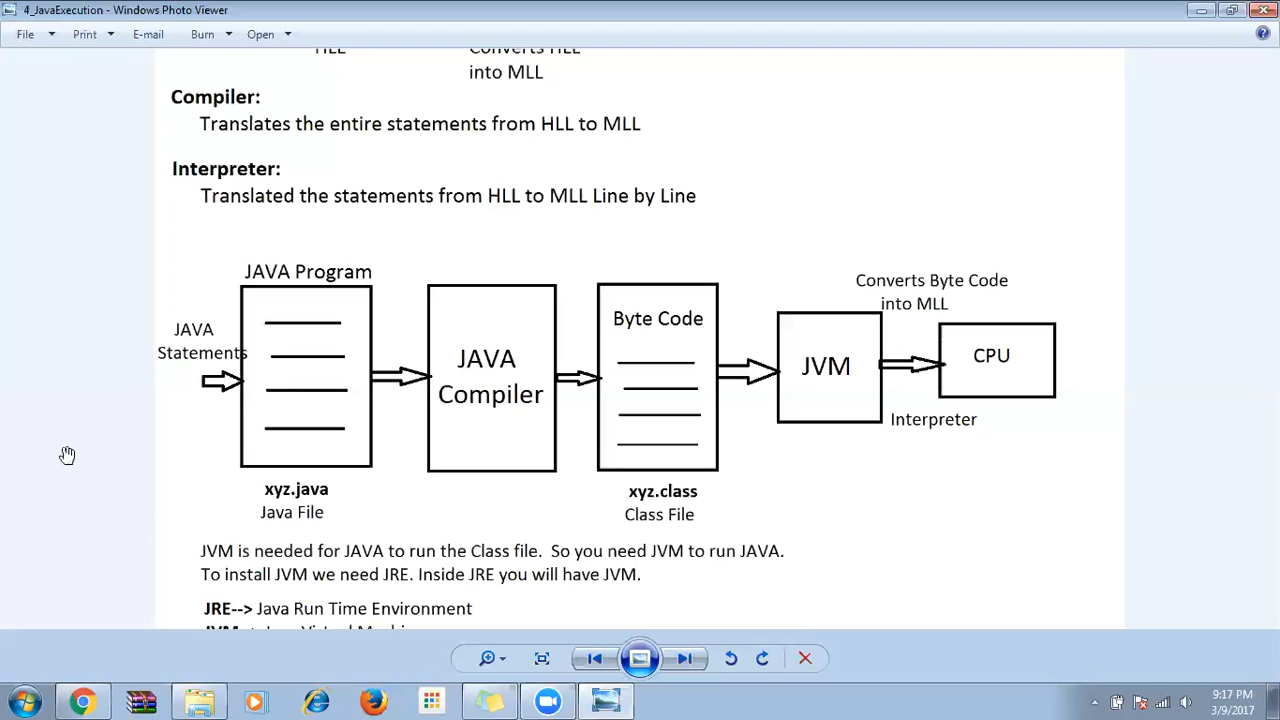 4_JavaExecution - Windows Photo Viewer
File Print E-mail Burn Open
HLL Converts HLL
into MLL
Compiler:
Translates the entire statements from HLL to MLL
Interpreter:
Translated the statements from HLL to MLL Line by Line
JAVA Program
Converts Byte Code
into MLL
JAVA
Statements
JAVA
Compiler
Byte Code
JVM
CPU
Interpreter
xyz.java
Java File
xyz.class
Class File
JVM is needed for JAVA to run the Class file. So you need JVM to run JAVA.
To install JVM we need JRE. Inside JRE you will have JVM.
JRE--> Java Run Time Environment
9:17 PM
3/9/2017